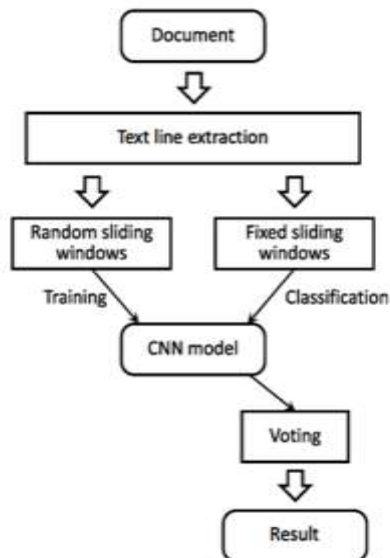 Document
Text line extraction
Random sliding
windows
Fixed sliding
windows
Training
Classification
CNN model
Voting
Result